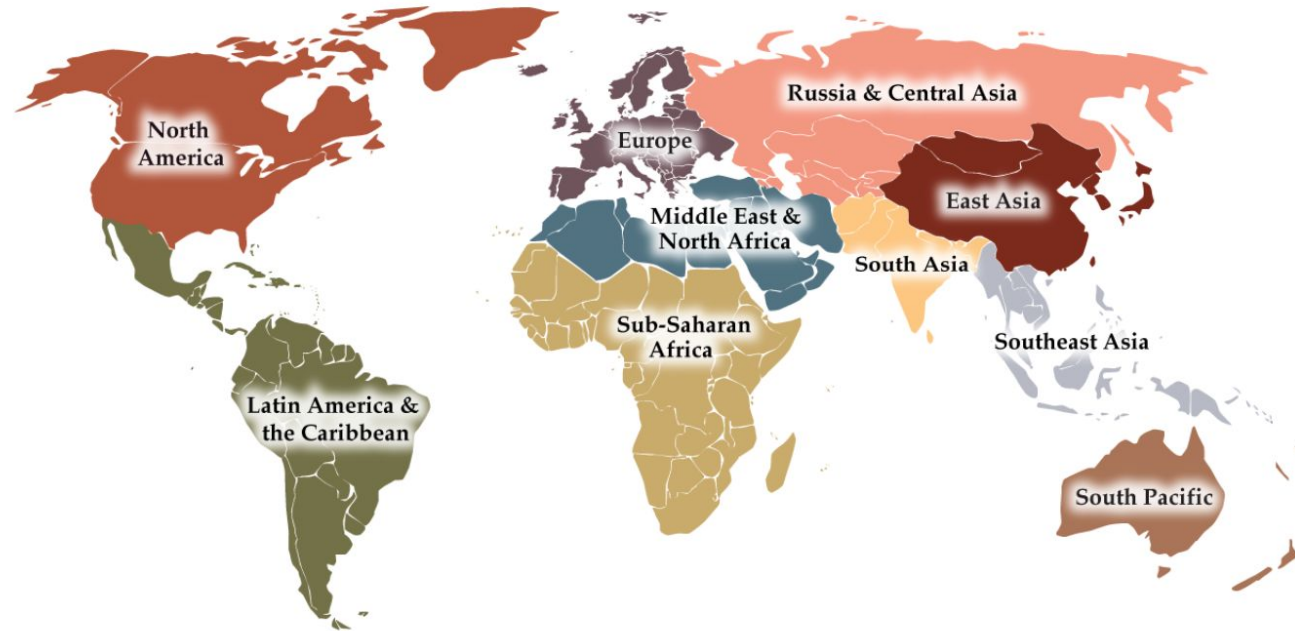 North
America
Europe
Russia & Central Asia
East Asia
Middle East &
North Africa
South Asia
Sub-Saharan
Africa
Southeast Asia
Latin America &
the Caribbean
South Pacific